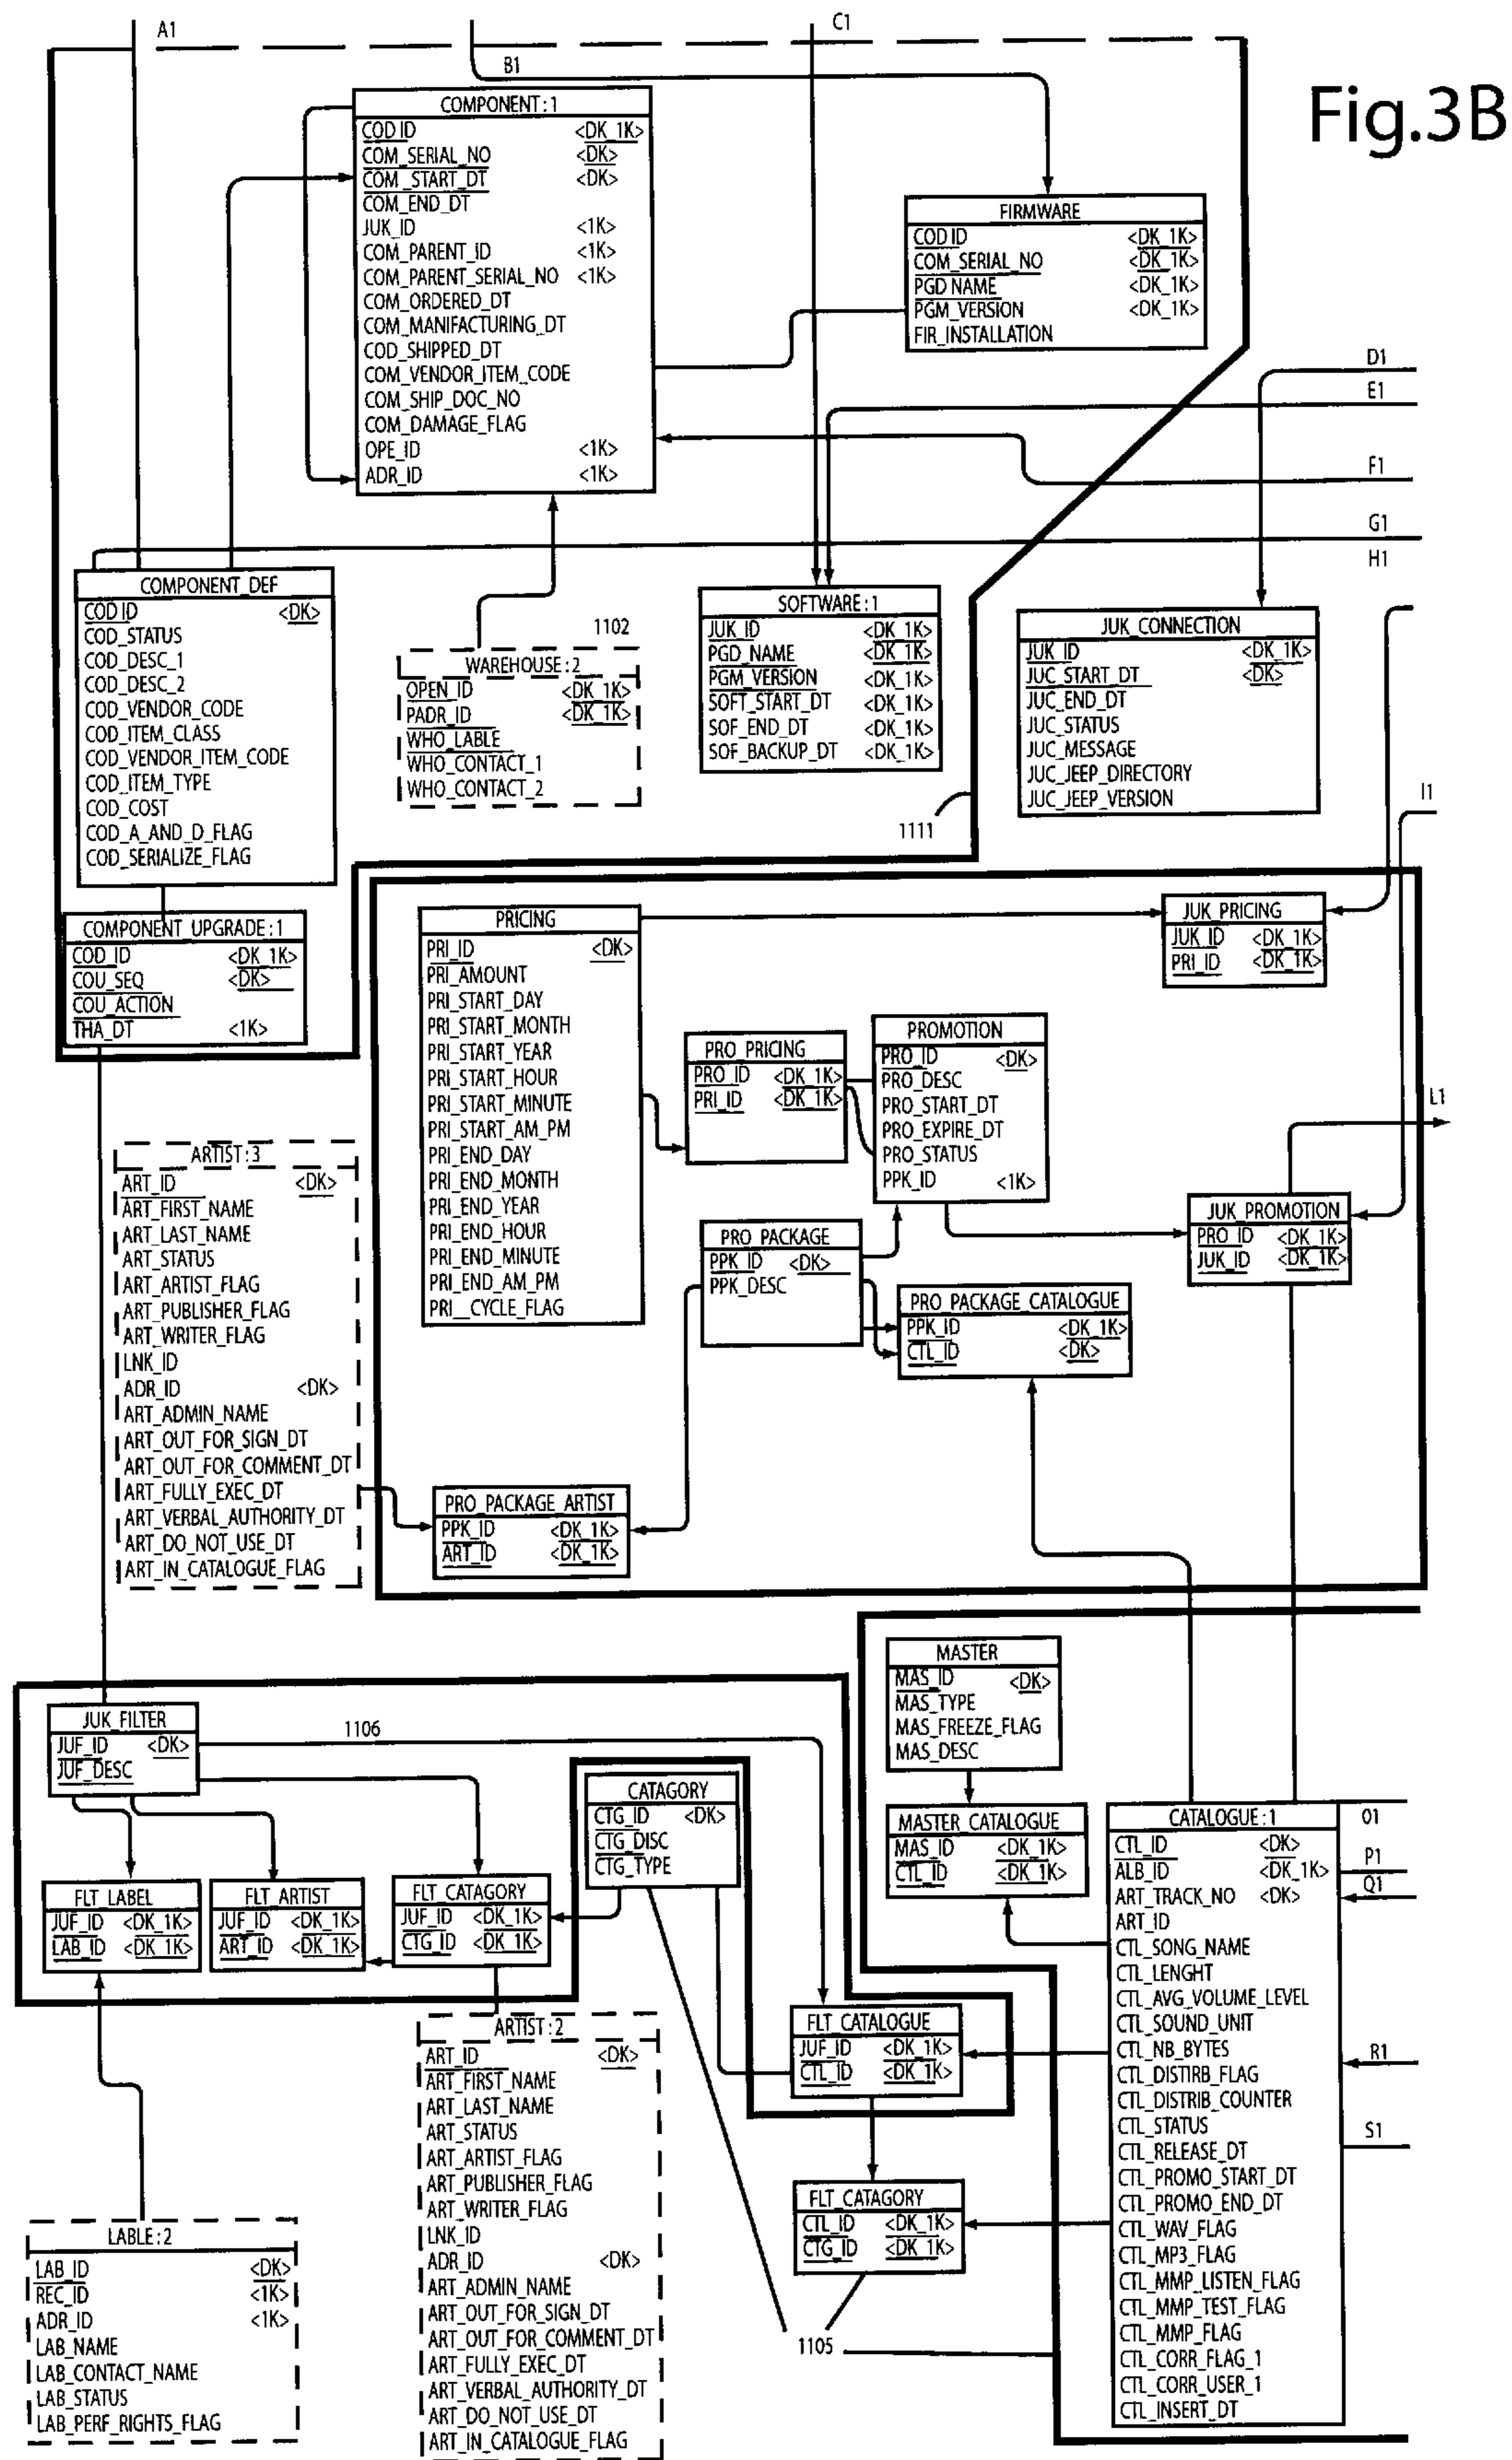 A1
C1
B1
Fig.3B
COMPONENT:1
COD ID <DK_1K>
COM_SERIAL_NO <DK>
COM_START_DT <DK>
COM_END_DT
JUK_ID <1K>
COM_PARENT_ID <1K>
COM_PARENT_SERIAL_NO <1K>
COM_ORDERED_DT
COM_MANIFACTURING_DT
COD_SHIPPED_DT
COM_VENDOR_ITEM_CODE
COM_SHIP_DOC_NO
COM_DAMAGE_FLAG
OPE_ID <1K>
ADR_ID <1K>
FIRMWARE
COD ID <DK_1K>
COM_SERIAL_NO <DK_1K>
PGD NAME <DK_1K>
PGM_VERSION <DK_1K>
FIR_INSTALLATION
D1
E1
F1
G1
H1
COMPONENT_DEF
COD ID <DK>
COD_STATUS
COD_DESC_1
COD_DESC_2
COD_VENDOR_CODE
COD_ITEM_CLASS
COD_VENDOR_ITEM_CODE
COD_ITEM_TYPE
COD_COST
COD_A_AND_D_FLAG
COD_SERIALIZE_FLAG
1102
WAREHOUSE:2
OPEN_ID <DK_1K>
PADR_ID <DK_1K>
WHO_LABLE
WHO_CONTACT_1
WHO_CONTACT_2
SOFTWARE:1
JUK_ID <DK_1K>
PGD_NAME <DK_1K>
PGM_VERSION <DK_1K>
SOFT_START_DT <DK_1K>
SOF_END_DT <DK_1K>
SOF_BACKUP_DT <DK_1K>
JUK_CONNECTION
JUK_ID <DK_1K>
JUC_START_DT <DK>
JUC_END_DT
JUC_STATUS
JUC_MESSAGE
JUC_JEEP_DIRECTORY
JUC_JEEP_VERSION
1111
I1
COMPONENT_UPGRADE:1
COD_ID <DK_1K>
COU_SEQ <DK>
COU_ACTION
THA_DT <1K>
PRICING
PRI_ID <DK>
PRI_AMOUNT
PRI_START_DAY
PRI_START_MONTH
PRI_START_YEAR
PRI_START_HOUR
PRI_START_MINUTE
PRI_START_AM_PM
PRI_END_DAY
PRI_END_MONTH
PRI_END_YEAR
PRI_END_HOUR
PRI_END_MINUTE
PRI_END_AM_PM
PRI__CYCLE_FLAG
JUK_PRICING
JUK_ID <DK_1K>
PRI_ID <DK_1K>
PRO_PRICING
PRO_ID <DK_1K>
PRI_ID <DK_1K>
PROMOTION
PRO_ID <DK>
PRO_DESC
PRO_START_DT
PRO_EXPIRE_DT
PRO_STATUS
PPK_ID <1K>
L1
ARTIST:3
ART_ID <DK>
ART_FIRST_NAME
ART_LAST_NAME
ART_STATUS
ART_ARTIST_FLAG
ART_PUBLISHER_FLAG
ART_WRITER_FLAG
LNK_ID
ADR_ID <DK>
ART_ADMIN_NAME
ART_OUT_FOR_SIGN_DT
ART_OUT_FOR_COMMENT_DT
ART_FULLY_EXEC_DT
ART_VERBAL_AUTHORITY_DT
ART_DO_NOT_USE_DT
ART_IN_CATALOGUE_FLAG
PRO_PACKAGE
PPK_ID <DK>
PPK_DESC
JUK_PROMOTION
PRO_ID <DK_1K>
JUK_ID <DK_1K>
PRO_PACKAGE_CATALOGUE
PPK_ID <DK_1K>
CTL_ID <DK>
PRO_PACKAGE_ARTIST
PPK_ID <DK_1K>
ART_ID <DK_1K>
MASTER
MAS_ID <DK>
MAS_TYPE
MAS_FREEZE_FLAG
MAS_DESC
JUK_FILTER
JUF_ID <DK>
JUF_DESC
1106
CATAGORY
CTG_ID <DK>
CTG_DISC
CTG_TYPE
MASTER_CATALOGUE
MAS_ID <DK_1K>
CTL_ID <DK_1K>
CATALOGUE:1
CTL_ID <DK>
ALB_ID <DK_1K>
ART_TRACK_NO <DK>
ART_ID
CTL_SONG_NAME
CTL_LENGHT
CTL_AVG_VOLUME_LEVEL
CTL_SOUND_UNIT
CTL_NB_BYTES
CTL_DISTIRB_FLAG
CTL_DISTRIB_COUNTER
CTL_STATUS
CTL_RELEASE_DT
CTL_PROMO_START_DT
CTL_PROMO_END_DT
CTL_WAV_FLAG
CTL_MP3_FLAG
CTL_MMP_LISTEN_FLAG
CTL_MMP_TEST_FLAG
CTL_MMP_FLAG
CTL_CORR_FLAG_1
CTL_CORR_USER_1
CTL_INSERT_DT
O1
P1
Q1
R1
S1
FLT_LABEL
JUF_ID <DK_1K>
LAB_ID <DK_1K>
FLT_ARTIST
JUF_ID <DK_1K>
ART_ID <DK_1K>
FLT_CATAGORY
JUF_ID <DK_1K>
CTG_ID <DK_1K>
FLT_CATALOGUE
JUF_ID <DK_1K>
CTL_ID <DK_1K>
ARTIST:2
ART_ID <DK>
ART_FIRST_NAME
ART_LAST_NAME
ART_STATUS
ART_ARTIST_FLAG
ART_PUBLISHER_FLAG
ART_WRITER_FLAG
LNK_ID
ADR_ID <DK>
ART_ADMIN_NAME
ART_OUT_FOR_SIGN_DT
ART_OUT_FOR_COMMENT_DT
ART_FULLY_EXEC_DT
ART_VERBAL_AUTHORITY_DT
ART_DO_NOT_USE_DT
ART_IN_CATALOGUE_FLAG
FLT_CATAGORY
CTL_ID <DK_1K>
CTG_ID <DK_1K>
LABLE:2
LAB_ID <DK>
REC_ID <1K>
ADR_ID <1K>
LAB_NAME
LAB_CONTACT_NAME
LAB_STATUS
LAB_PERF_RIGHTS_FLAG
1105